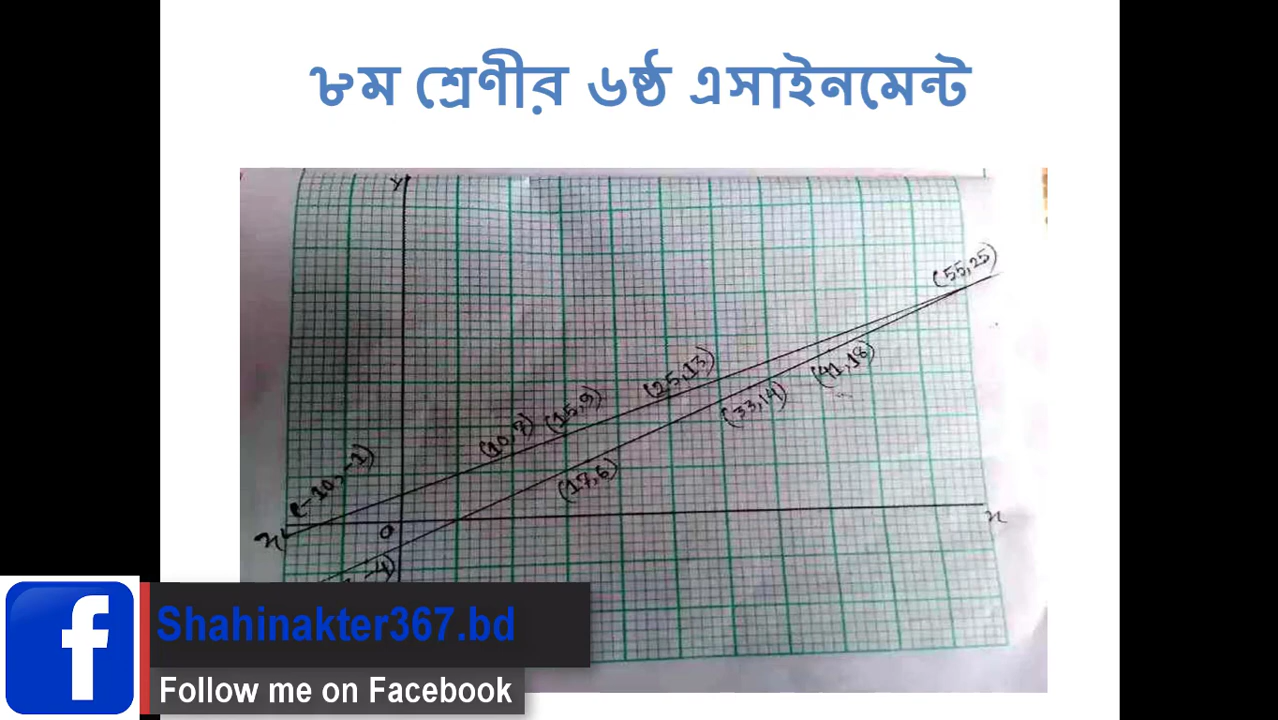 ৮ম শ্রেণীর ৬ষ্ঠ এসাইনমেন্ট
Y
(55,25)
(25,13)
(41,18)
(15,9)
(33,14)
(10,7)
(17,6)
(-10,-1)
x
O
-4)
Shahinakter367.bd
Follow me on Facebook